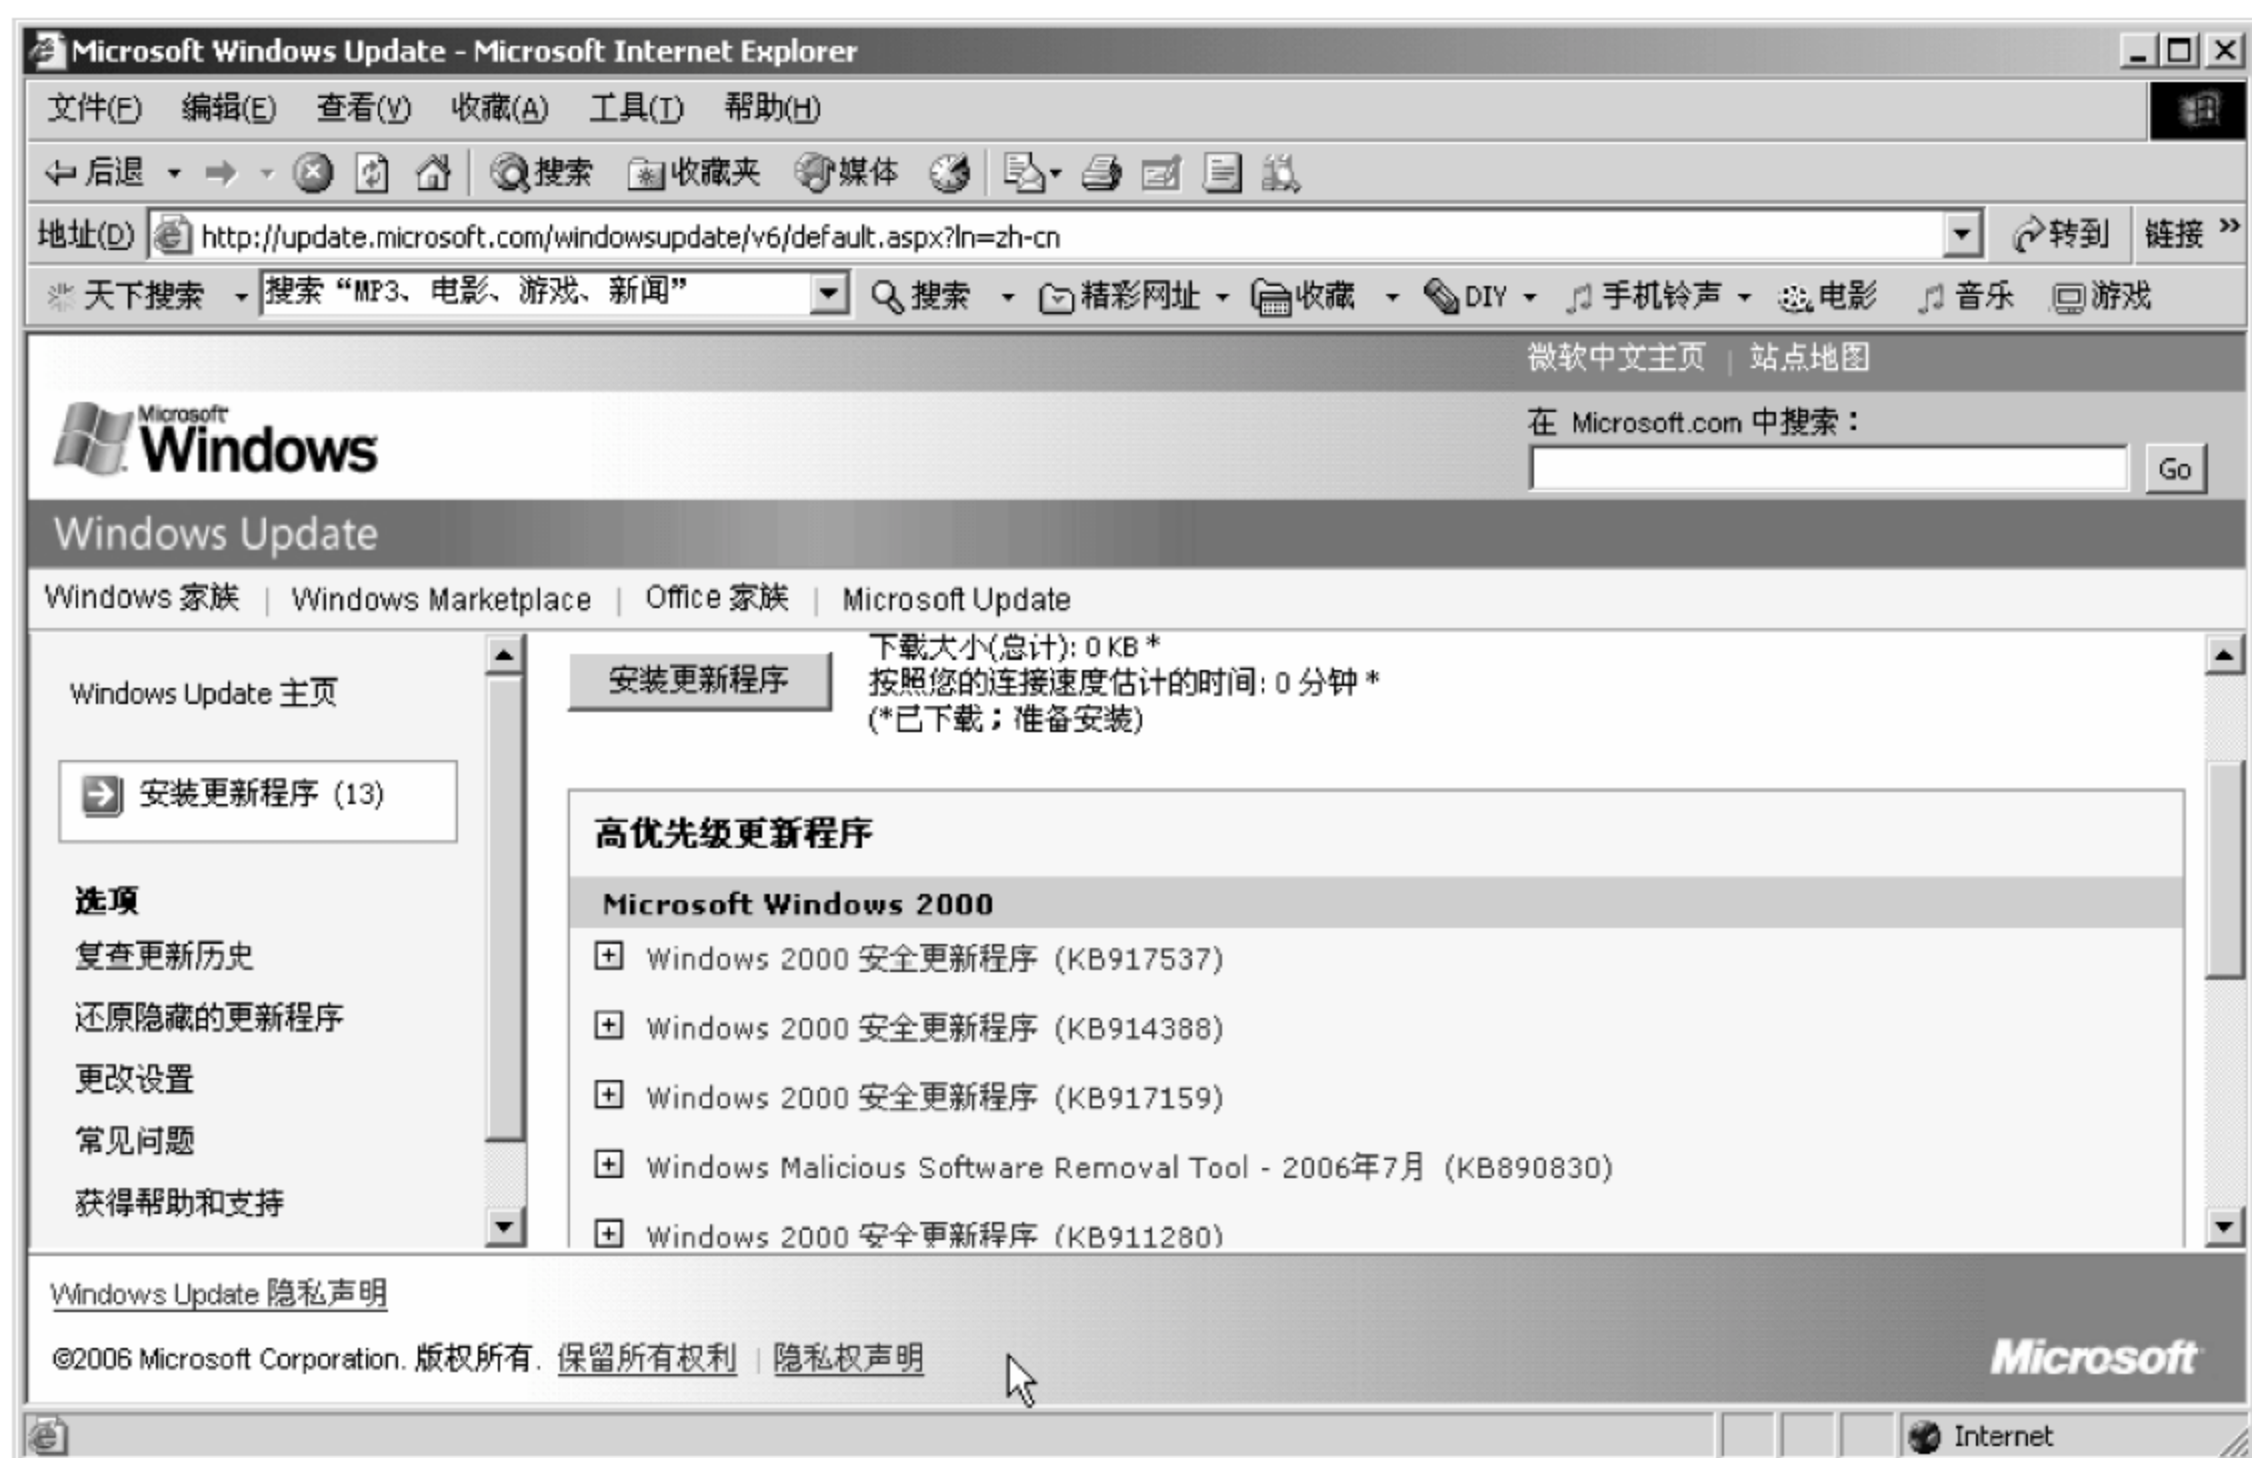 Microsoft Windows Update - Microsoft Internet Explorer
文件(F) 编辑(E) 查看(V) 收藏(A) 工具(T) 帮助(H)
后退 搜索 收藏夹 媒体
地址(D) http://update.microsoft.com/windowsupdate/v6/default.aspx?ln=zh-cn 转到 链接 »
天下搜索 搜索“MP3、电影、游戏、新闻” 搜索 精彩网址 收藏 DIY 手机铃声 电影 音乐 游戏
微软中文主页 | 站点地图
Microsoft Windows
在 Microsoft.com 中搜索：
Go
Windows Update
Windows 家族 | Windows Marketplace | Office 家族 | Microsoft Update
Windows Update 主页
安装更新程序 (13)
选项
复查更新历史
还原隐藏的更新程序
更改设置
常见问题
获得帮助和支持
安装更新程序
下载大小(总计): 0 KB *
按照您的连接速度估计的时间: 0 分钟 *
(*已下载；准备安装)
高优先级更新程序
Microsoft Windows 2000
Windows 2000 安全更新程序 (KB917537)
Windows 2000 安全更新程序 (KB914388)
Windows 2000 安全更新程序 (KB917159)
Windows Malicious Software Removal Tool - 2006年7月 (KB890830)
Windows 2000 安全更新程序 (KB911280)
Windows Update 隐私声明
©2006 Microsoft Corporation. 版权所有. 保留所有权利 | 隐私权声明
Microsoft
Internet